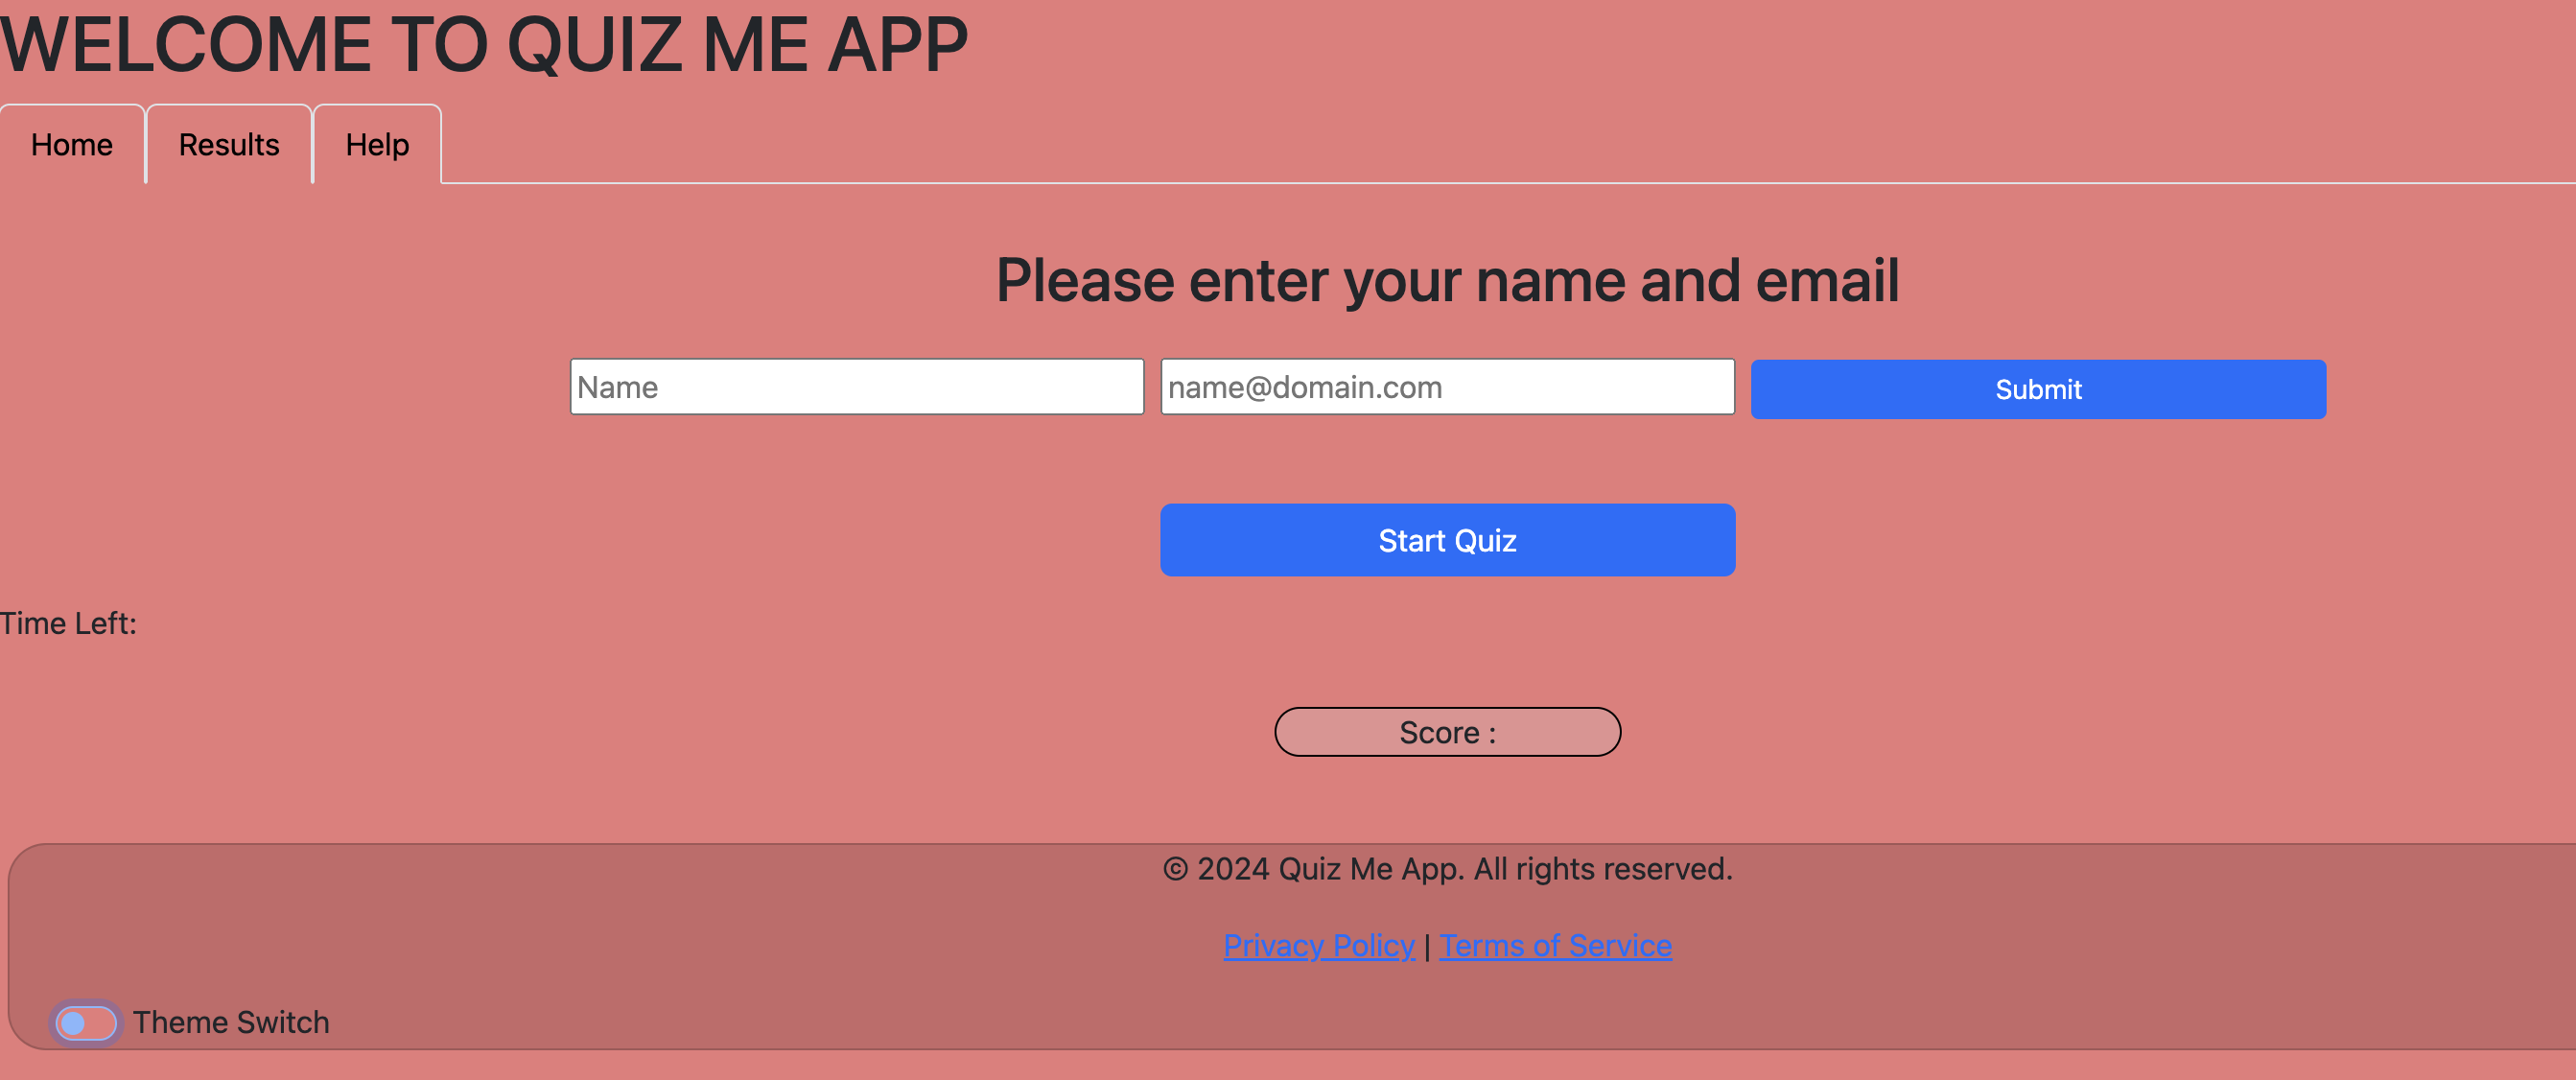 WELCOME TO QUIZ ME APP
Home Results Help
Please enter your name and email
Name name@domain.com Submit
Start Quiz
Time Left:
Score :
© 2024 Quiz Me App. All rights reserved.
Privacy Policy | Terms of Service
Theme Switch